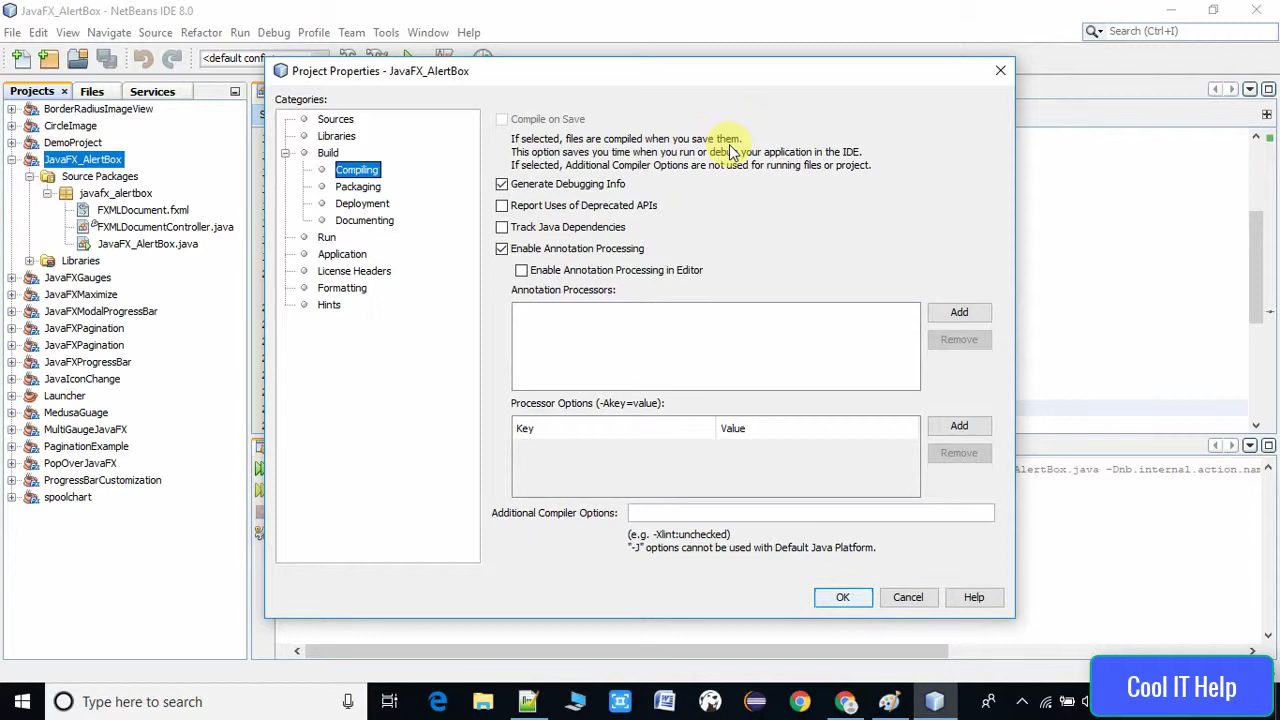 JavaFX_AlertBox - NetBeans IDE 8.0
File Edit View Navigate Source Refactor Run Debug Profile Team Tools Window Help
Search (Ctrl+I)
<default conf
Project Properties - JavaFX_AlertBox
Projects Files Services
BorderRadiusImageView
CircleImage
DemoProject
JavaFX_AlertBox
Source Packages
javafx_alertbox
FXMLDocument.fxml
FXMLDocumentController.java
JavaFX_AlertBox.java
Libraries
JavaFXGauges
JavaFXMaximize
JavaFXModalProgressBar
JavaFXPagination
JavaFXPagination
JavaFXProgressBar
JavaIconChange
Launcher
MedusaGuage
MultiGaugeJavaFX
PaginationExample
PopOverJavaFX
ProgressBarCustomization
spoolchart
Categories:
Sources
Libraries
Build
Compiling
Packaging
Deployment
Documenting
Run
Application
License Headers
Formatting
Hints
Compile on Save
If selected, files are compiled when you save them.
This option saves you time when you run or debug your application in the IDE.
If selected, Additional Compiler Options are not used for running files or project.
Generate Debugging Info
Report Uses of Deprecated APIs
Track Java Dependencies
Enable Annotation Processing
Enable Annotation Processing in Editor
Annotation Processors:
Add
Remove
Processor Options (-Akey=value):
Key Value
Add
Remove
Additional Compiler Options:
(e.g. -Xlint:unchecked)
"-J" options cannot be used with Default Java Platform.
OK Cancel Help
AlertBox.java -Dnb.internal.action.nam
Type here to search
Cool IT Help